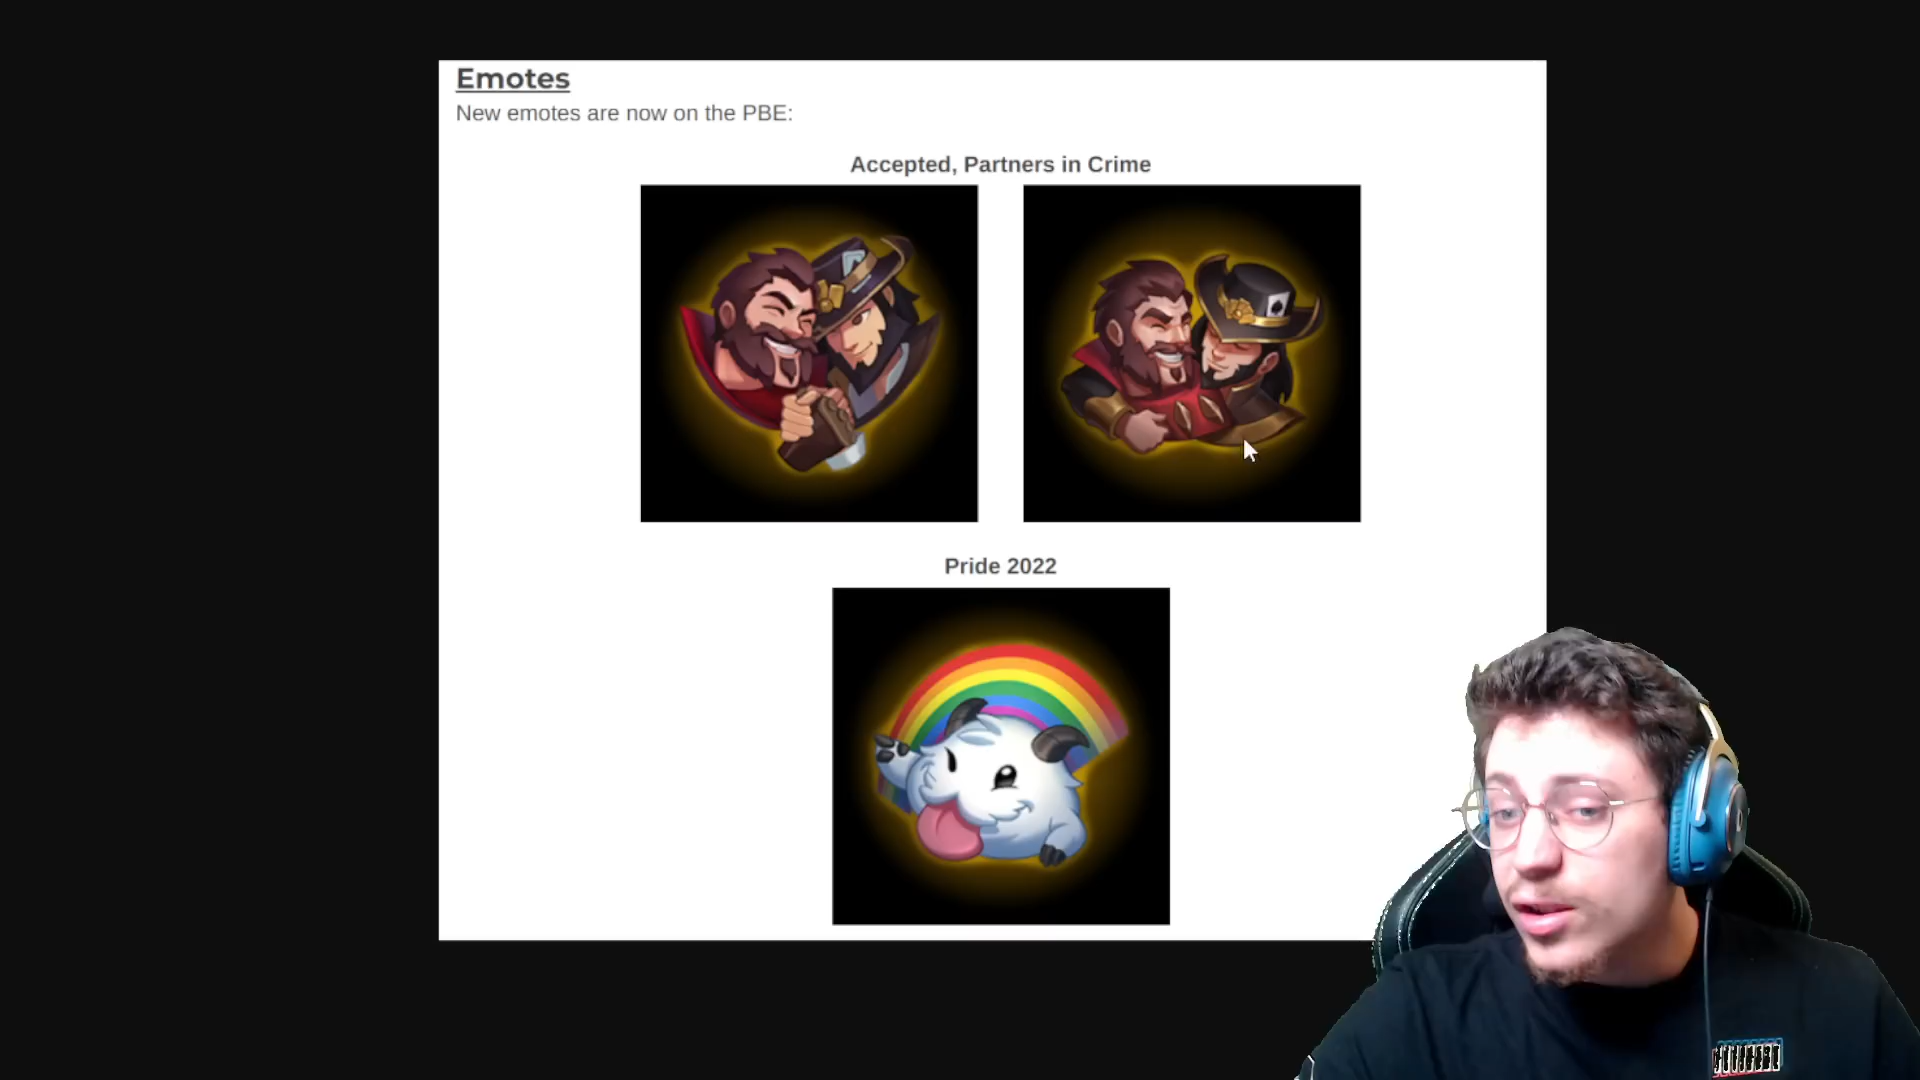 Emotes
New emotes are now on the PBE:
Accepted, Partners in Crime
Pride 2022